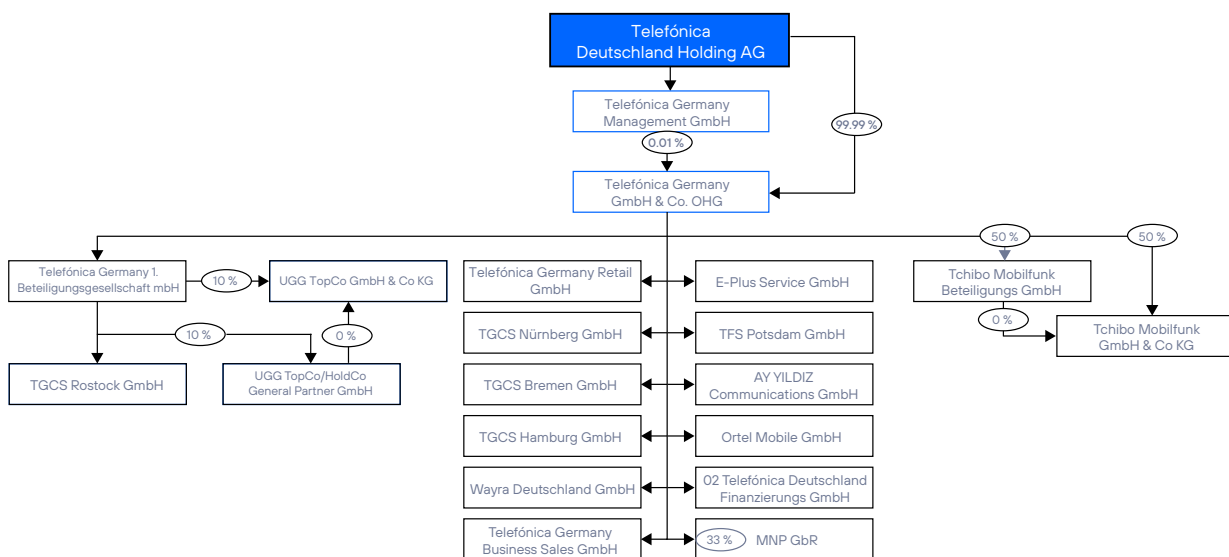 Telefónica
Deutschland Holding AG
Telefónica Germany
Management GmbH
99.99 %
0.01 %
Telefónica Germany
GmbH & Co. OHG
50 %
50 %
Telefónica Germany 1.
Beteiligungsgesellschaft mbH
10 %
UGG TopCo GmbH & Co KG
Telefónica Germany Retail
GmbH
E-Plus Service GmbH
Tchibo Mobilfunk
Beteiligungs GmbH
10 %
0 %
TGCS Nürnberg GmbH
TFS Potsdam GmbH
0 %
Tchibo Mobilfunk
GmbH & Co KG
TGCS Rostock GmbH
UGG TopCo/HoldCo
General Partner GmbH
TGCS Bremen GmbH
AY YILDIZ
Communications GmbH
TGCS Hamburg GmbH
Ortel Mobile GmbH
Wayra Deutschland GmbH
02 Telefónica Deutschland
Finanzierungs GmbH
Telefónica Germany
Business Sales GmbH
33 %
MNP GbR